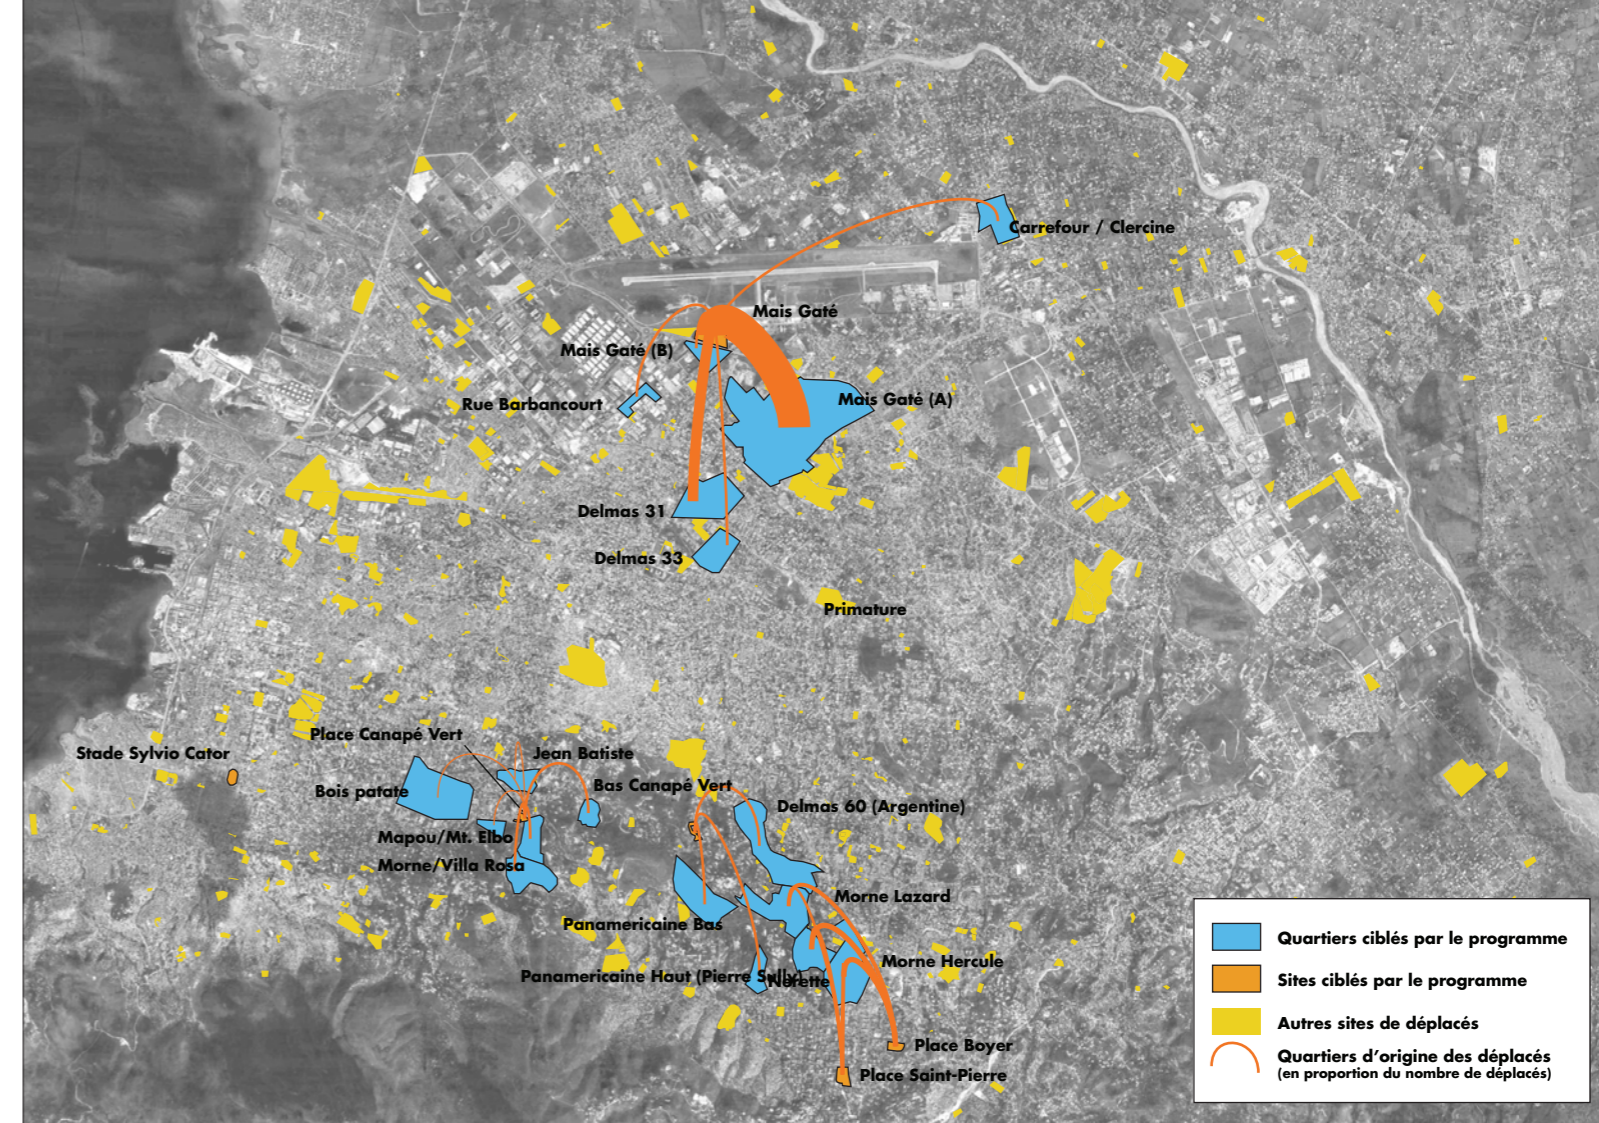 Carrefour / Clercine
Mais Gaté
Mais Gaté (B)
Mais Gaté (A)
Rue Barbancourt
Delmas 31
Delmas 33
Primature
Place Canapé Vert
Stade Sylvio Cator
Jean Batiste
Bois patate
Bas Canapé Vert
Delmas 60 (Argentine)
Mapou/Mt. Elbo
Morne/Villa Rosa
Morne Lazard
Panamericaine Bas
Morne Hercule
Panamericaine Haut (Pierre Sully)
Nerette
Place Boyer
Place Saint-Pierre
Quartiers ciblés par le programme
Sites ciblés par le programme
Autres sites de déplacés
Quartiers d'origine des déplacés
(en proportion du nombre de déplacés)